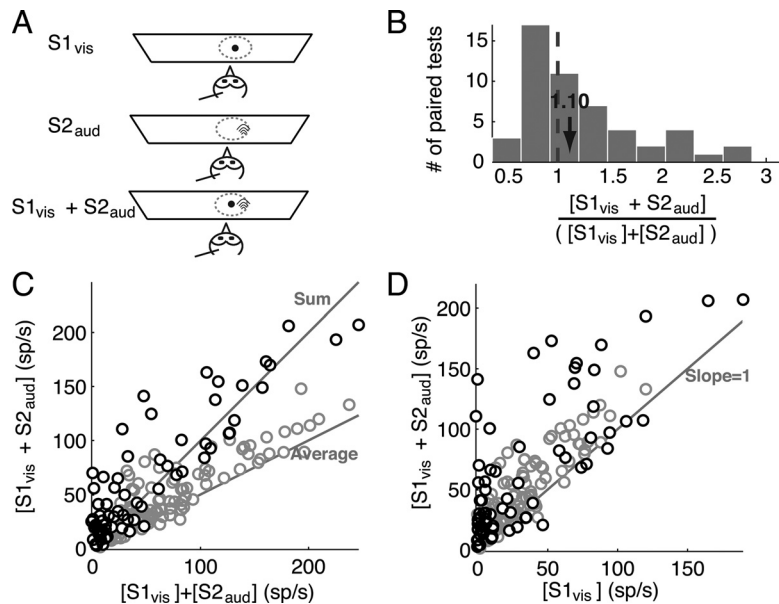 A
S1vis
S2aud
S1vis + S2aud
B
# of paired tests
15
10
5
0
1.10
0.5 1 1.5 2 2.5 3
[S1vis + S2aud]
( [S1vis]+[S2aud] )
C
[S1vis + S2aud] (sp/s)
200
150
100
50
0
Sum
Average
0 100 200
[S1vis]+[S2aud] (sp/s)
D
[S1vis + S2aud] (sp/s)
200
150
100
50
0
Slope=1
0 50 100 150
[S1vis] (sp/s)